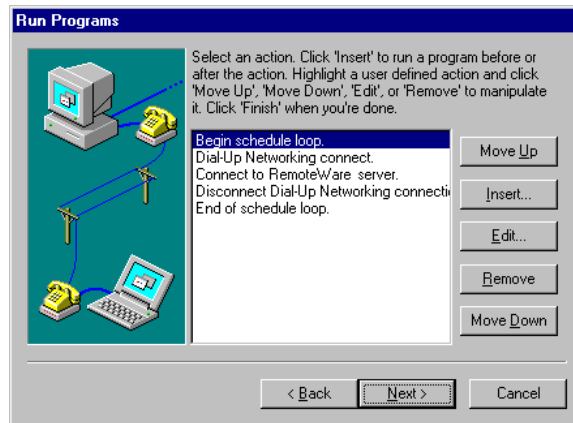 Run Programs
Select an action. Click 'Insert' to run a program before or
after the action. Highlight a user defined action and click
'Move Up', 'Move Down', 'Edit', or 'Remove' to manipulate
it. Click 'Finish' when you're done.
Begin schedule loop.
Dial-Up Networking connect.
Connect to RemoteWare server.
Disconnect Dial-Up Networking connecti
End of schedule loop.
Move Up
Insert...
Edit...
Remove
Move Down
< Back
Next >
Cancel